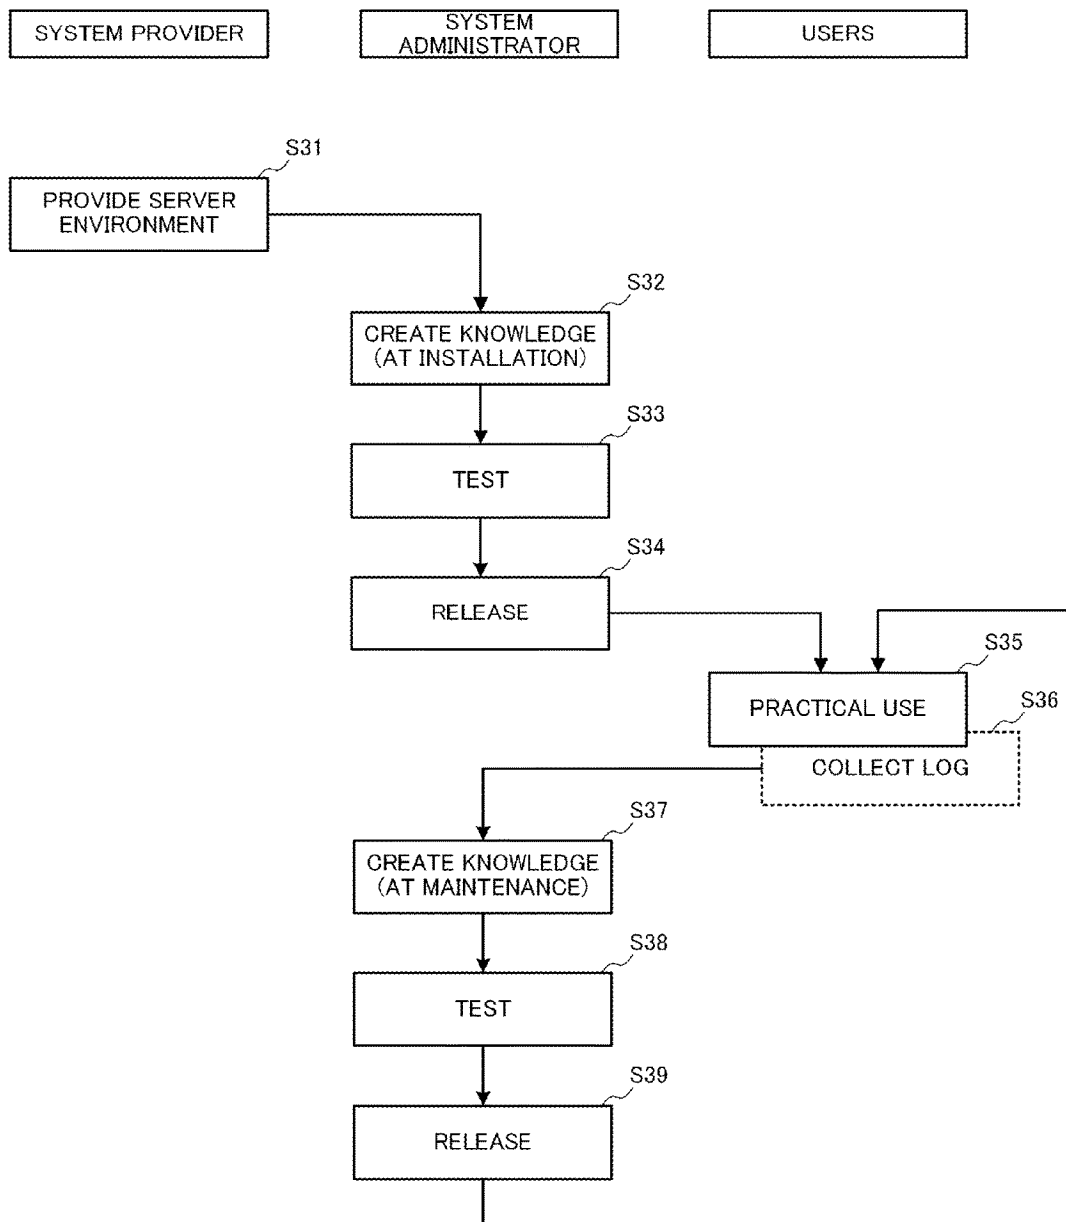 SYSTEM PROVIDER
SYSTEM
ADMINISTRATOR
USERS
S31
PROVIDE SERVER
ENVIRONMENT
S32
CREATE KNOWLEDGE
(AT INSTALLATION)
S33
TEST
S34
RELEASE
S35
PRACTICAL USE
S36
COLLECT LOG
S37
CREATE KNOWLEDGE
(AT MAINTENANCE)
S38
TEST
S39
RELEASE